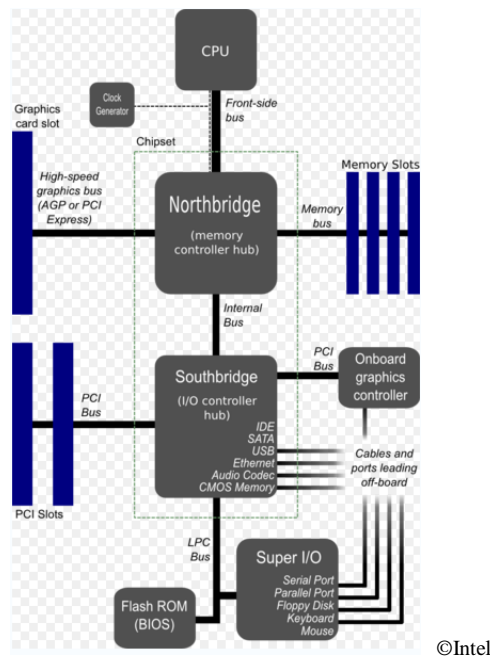 CPU
Clock
Generator
Front-side
bus
Graphics
card slot
Chipset
High-speed
graphics bus
(AGP or PCI
Express)
Northbridge
(memory
controller hub)
Memory Slots
Memory
bus
Internal
Bus
PCI
Bus
Southbridge
(I/O controller
hub)
IDE
SATA
USB
Ethernet
Audio Codec
CMOS Memory
PCI
Bus
Onboard
graphics
controller
Cables and
ports leading
off-board
PCI Slots
LPC
Bus
Super I/O
Serial Port
Parallel Port
Floppy Disk
Keyboard
Mouse
Flash ROM
(BIOS)
©Intel